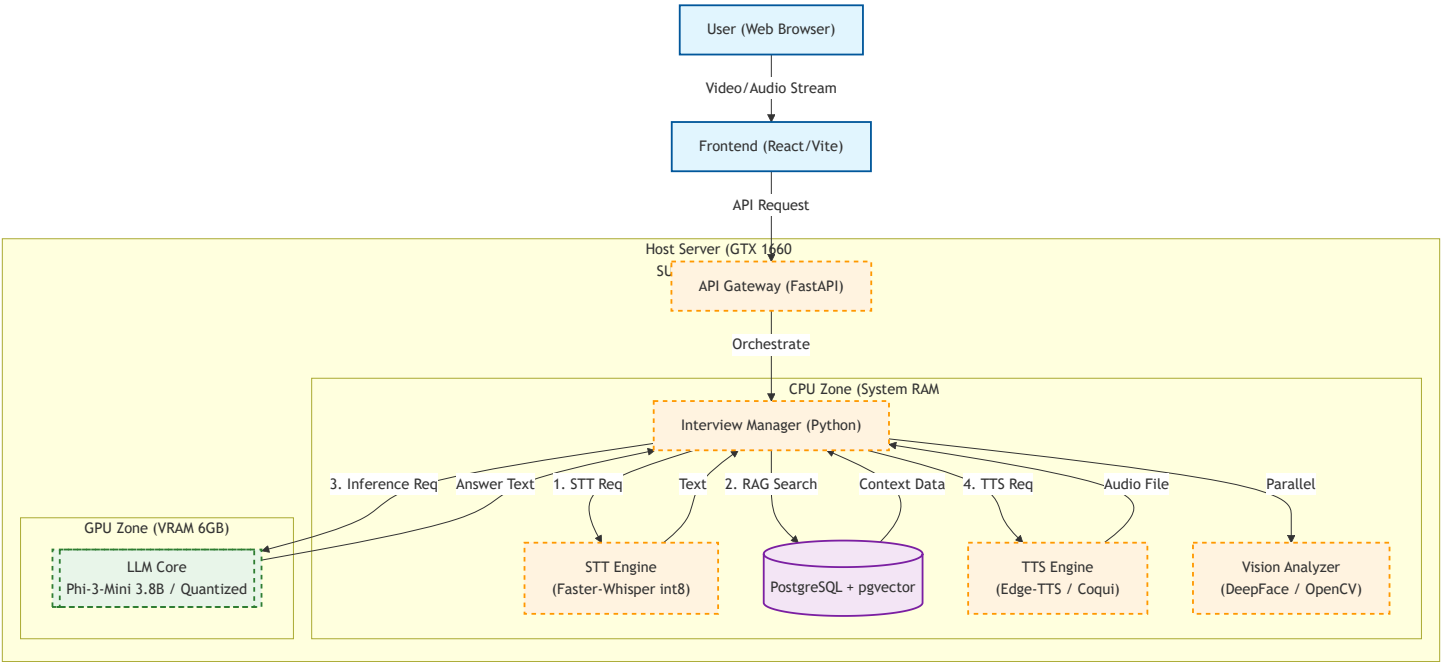 User (Web Browser)
Video/Audio Stream
Frontend (React/Vite)
API Request
Host Server (GTX 1660
SU
API Gateway (FastAPI)
Orchestrate
CPU Zone (System RAM
Interview Manager (Python)
3. Inference Req
Answer Text
1. STT Req
Text
2. RAG Search
Context Data
4. TTS Req
Audio File
Parallel
GPU Zone (VRAM 6GB)
LLM Core
Phi-3-Mini 3.8B / Quantized
STT Engine
(Faster-Whisper int8)
PostgreSQL + pgvector
TTS Engine
(Edge-TTS / Coqui)
Vision Analyzer
(DeepFace / OpenCV)